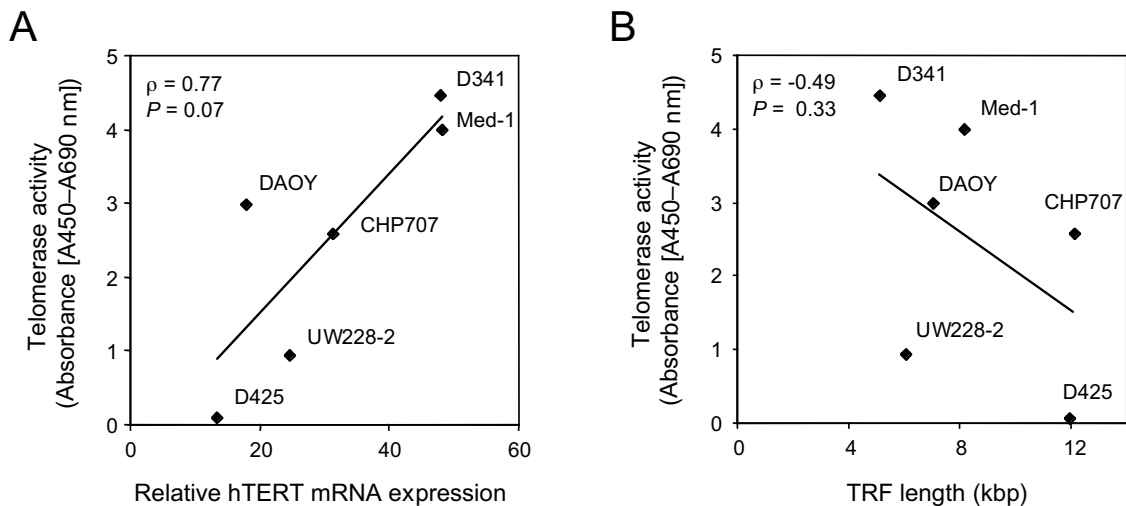 A
Telomerase activity
(Absorbance [A450–A690 nm])
5
4
3
2
1
0
ρ = 0.77
P = 0.07
D341
Med-1
DAOY
CHP707
UW228-2
D425
0 20 40 60
Relative hTERT mRNA expression
B
Telomerase activity
(Absorbance [A450–A690 nm])
5
4
3
2
1
0
ρ = -0.49
P = 0.33
D341
Med-1
DAOY
CHP707
UW228-2
D425
0 4 8 12
TRF length (kbp)